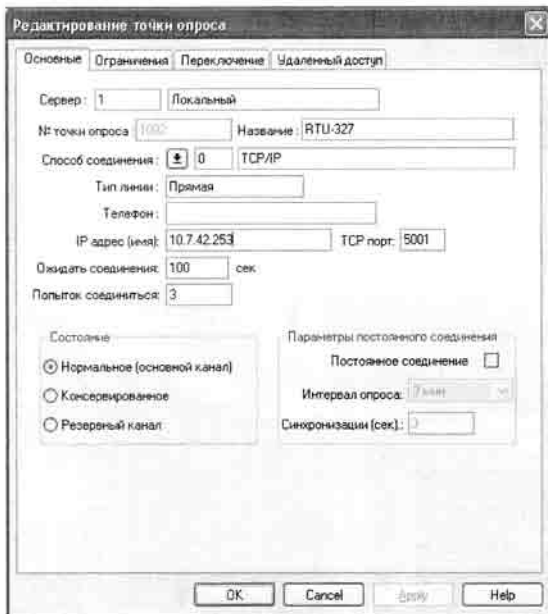 Редактирование точки опроса
Основные Ограничения Переключение Удаленный доступ
Сервер: 1 Локальный
№ точки опроса 1002 Название: RTU-327
Способ соединения: 0 TCP/IP
Тип линии: Прямая
Телефон:
IP адрес (имя): 10.7.42.253 TCP порт: 5001
Ожидать соединения: 100 сек
Попыток соединиться: 3
Состояние
Нормальное (основной канал)
Консервированное
Резервный канал
Параметры постоянного соединения
Постоянное соединение
Интервал опроса:
Синхронизации (сек).:
OK Cancel Apply Help